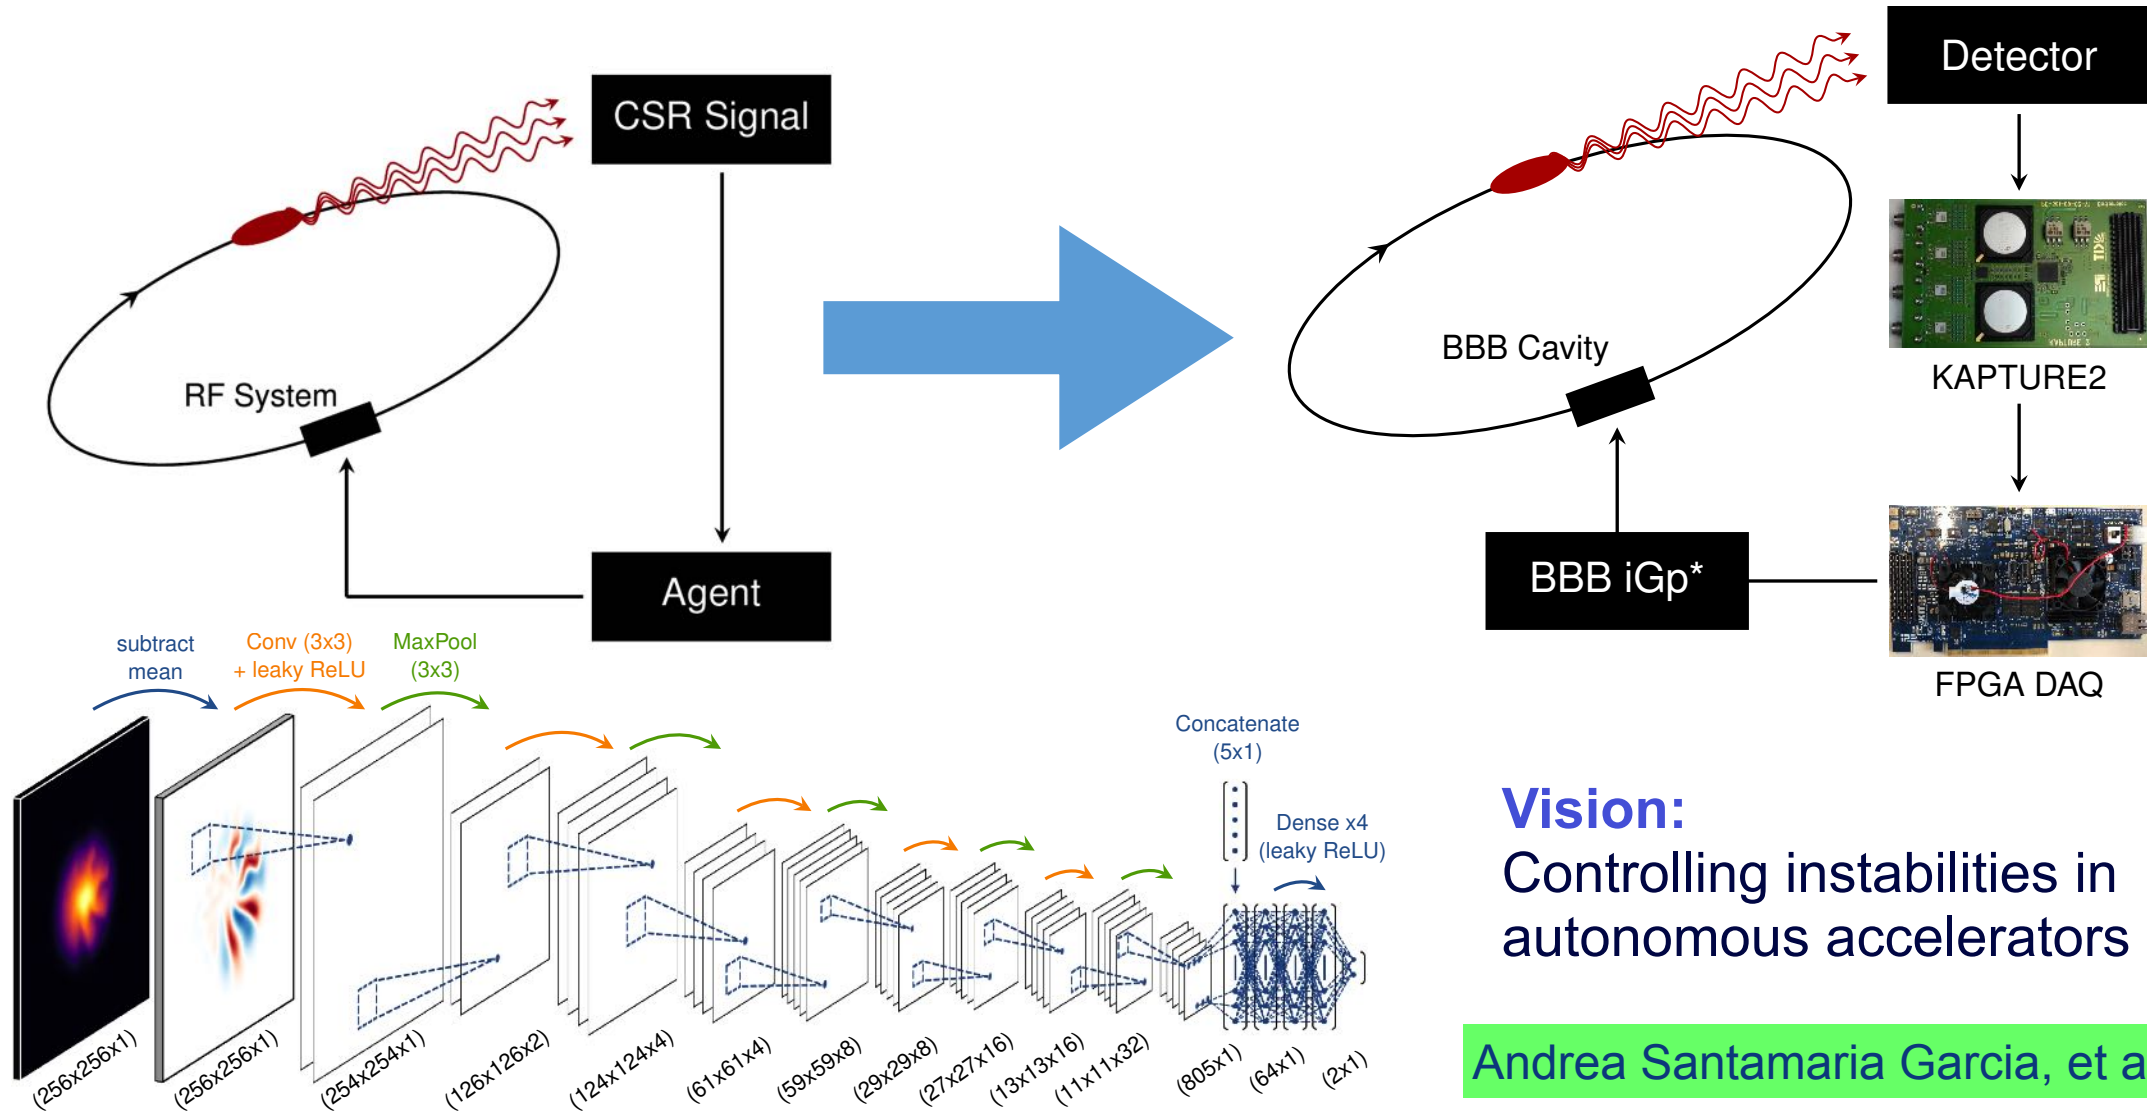 CSR Signal
RF System
Agent
Detector
BBB Cavity
KAPTURE2
BBB iGp*
FPGA DAQ
subtract
mean
Conv (3x3)
+ leaky ReLU
MaxPool
(3x3)
Concatenate
(5x1)
Dense x4
(leaky ReLU)
(256x256x1)
(256x256x1)
(254x254x1)
(126x126x2)
(124x124x4)
(61x61x4)
(59x59x8)
(29x29x8)
(27x27x16)
(13x13x16)
(11x11x32)
(805x1)
(64x1)
(2x1)
Vision:
Controlling instabilities in
autonomous accelerators
Andrea Santamaria Garcia, et a